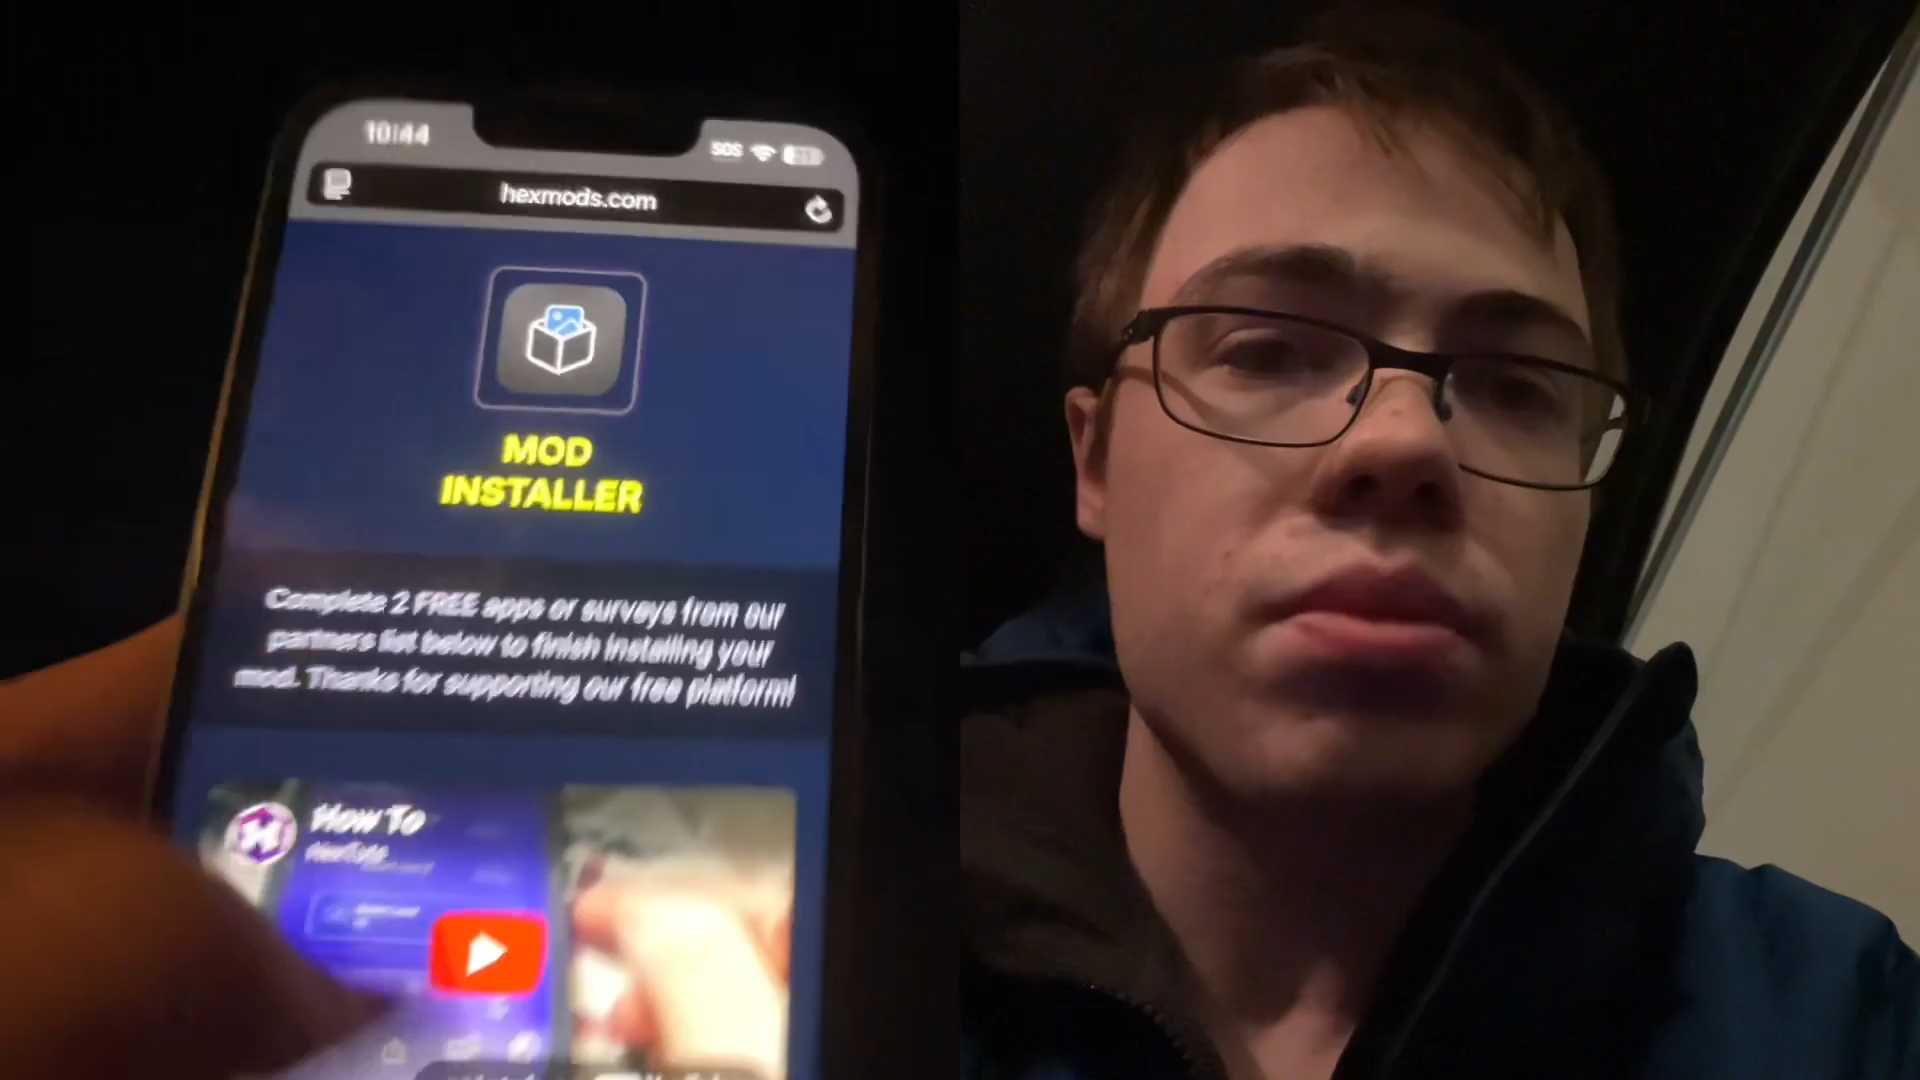 10:44
SOS
hexmods.com
MOD
INSTALLER
Complete 2 FREE apps or surveys from our
partners list below to finish installing your
mod. Thanks for supporting our free platform!
How To